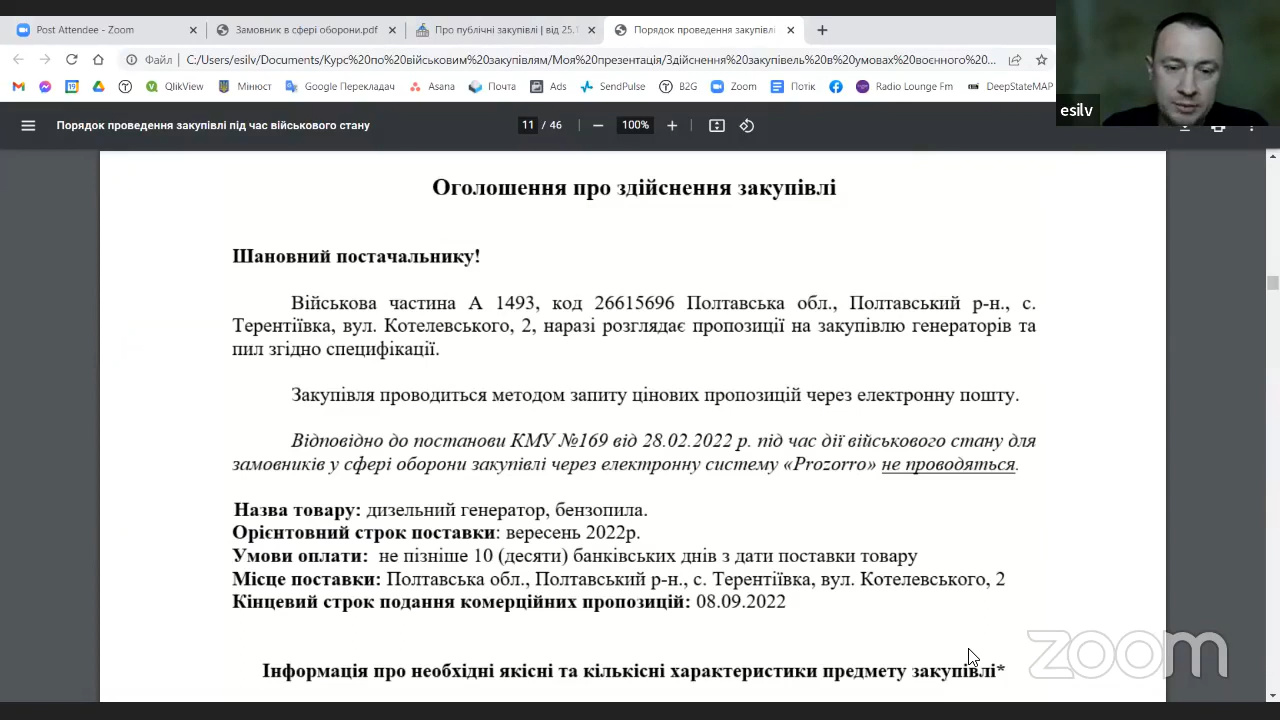 Post Attendee - Zoom
Замовник в сфері оборони.pdf
Про публічні закупівлі | від 25.1
Порядок проведення закупівлі
Файл
C:/Users/esilv/Documents/Курс%20по%20військовим%20закупівлям/Моя%20презентація/Здійснення%20закупівель%20в%20умовах%20воєнного%20...
QlikView
Мінюст
Google Перекладач
Asana
Почта
Ads
SendPulse
B2G
Zoom
Потік
Radio Lounge Fm
DeepStateMAP
esilv
Порядок проведення закупівлі під час військового стану
11 / 46
100%
Оголошення про здійснення закупівлі
Шановний постачальнику!
Військова частина А 1493, код 26615696 Полтавська обл., Полтавський р-н., с.
Терентіївка, вул. Котелевського, 2, наразі розглядає пропозиції на закупівлю генераторів та
пил згідно специфікації.
Закупівля проводиться методом запиту цінових пропозицій через електронну пошту.
Відповідно до постанови КМУ №169 від 28.02.2022 р. під час дії військового стану для
замовників у сфері оборони закупівлі через електронну систему «Prozorro» не проводяться.
Назва товару: дизельний генератор, бензопила.
Орієнтовний строк поставки: вересень 2022р.
Умови оплати: не пізніше 10 (десяти) банківських днів з дати поставки товару
Місце поставки: Полтавська обл., Полтавський р-н., с. Терентіївка, вул. Котелевського, 2
Кінцевий строк подання комерційних пропозицій: 08.09.2022
Інформація про необхідні якісні та кількісні характеристики предмету закупівлі*
zoom